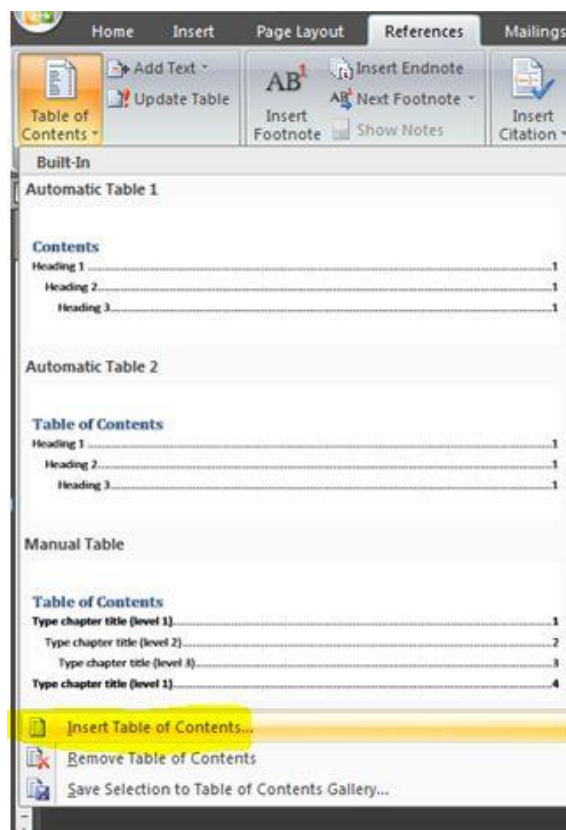 Home Insert Page Layout References Mailings
Add Text
Update Table
Table of
Contents
AB1
Insert
Footnote
Insert Endnote
AB1 Next Footnote
Show Notes
Insert
Citation
Built-In
Automatic Table 1
Contents
Heading 1.....1
Heading 2.....1
Heading 3.....1
Automatic Table 2
Table of Contents
Heading 1.....1
Heading 2.....1
Heading 3.....1
Manual Table
Table of Contents
Type chapter title (level 1).....1
Type chapter title (level 2).....2
Type chapter title (level 3).....3
Type chapter title (level 1).....4
Insert Table of Contents...
Remove Table of Contents
Save Selection to Table of Contents Gallery...